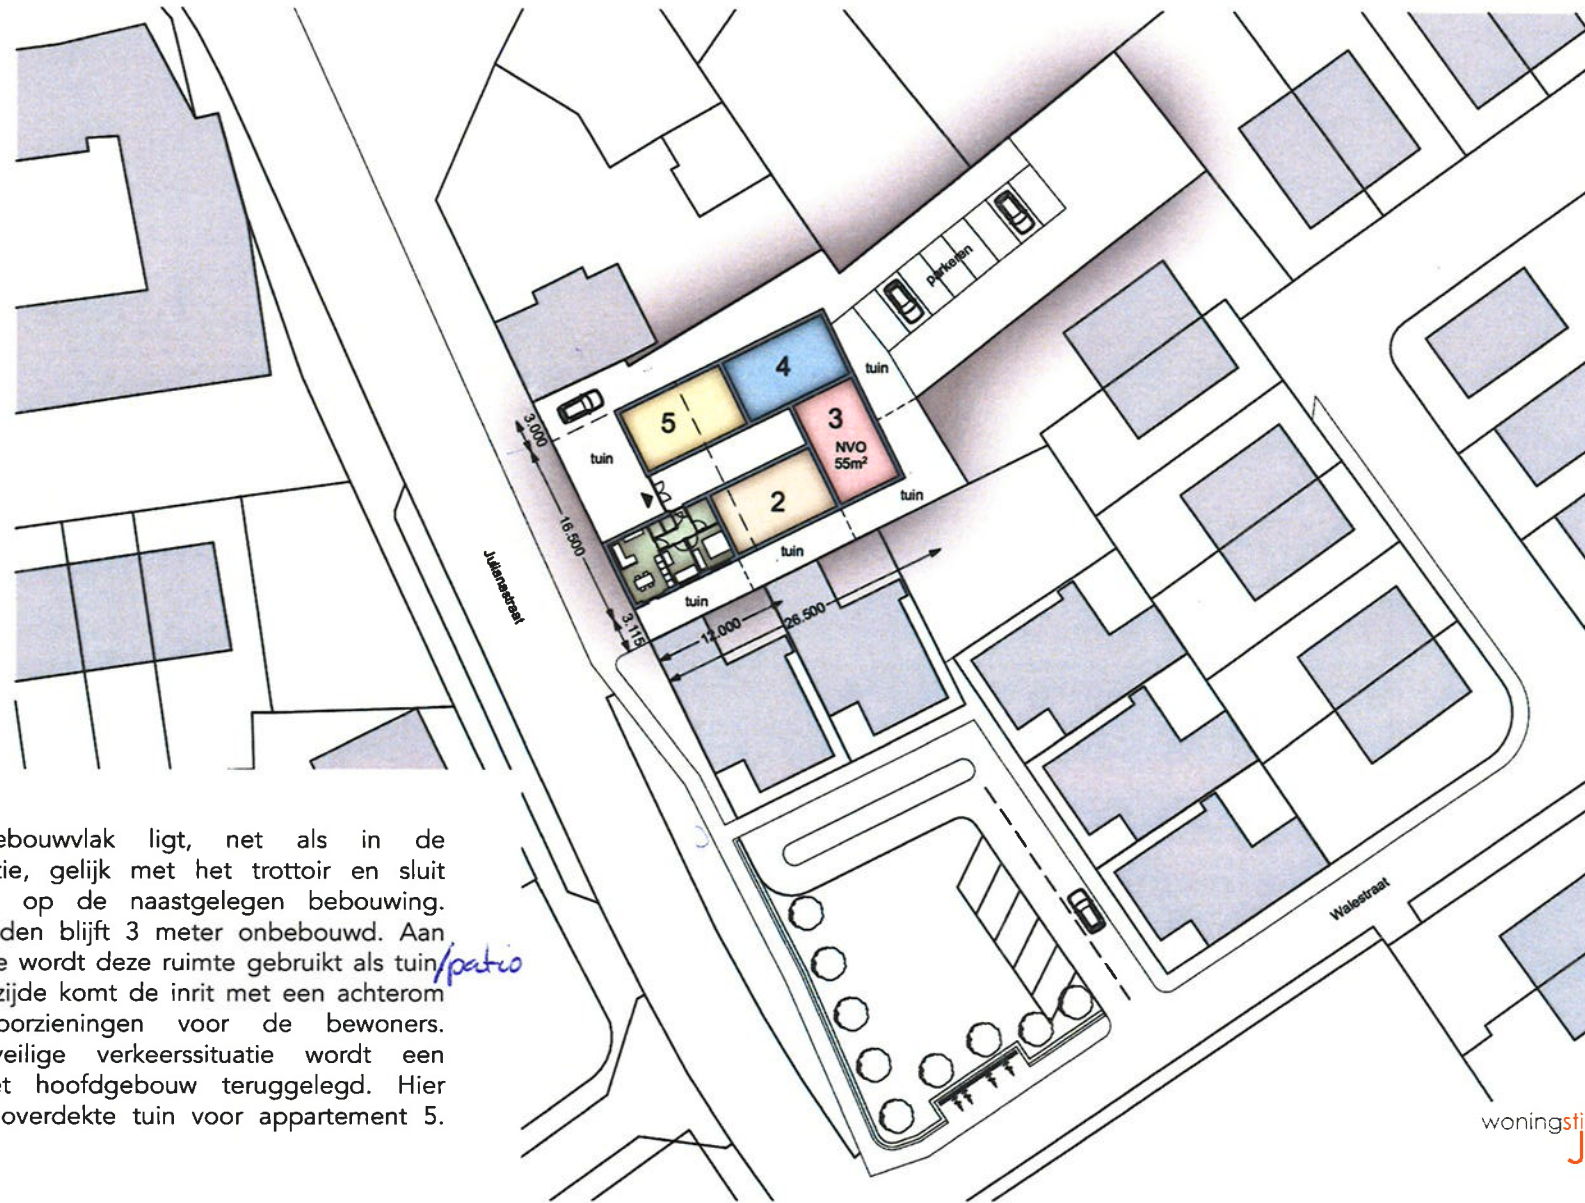 4
5
3
NVO
55m²
2
tuin
tuin
tuin
tuin
tuin
parkeren
3.000
16.500
3.115
12.000
26.500
Julianastraat
Walestraat
ebouwvlak ligt, net als in de
tie, gelijk met het trottoir en sluit
op de naastgelegen bebouwing.
den blijft 3 meter onbebouwd. Aan
e wordt deze ruimte gebruikt als tuin/patio
zijde komt de inrit met een achterom
oorzieningen voor de bewoners.
veilige verkeerssituatie wordt een
et hoofdgebouw teruggelegd. Hier
overdekte tuin voor appartement 5.
woningsti
J